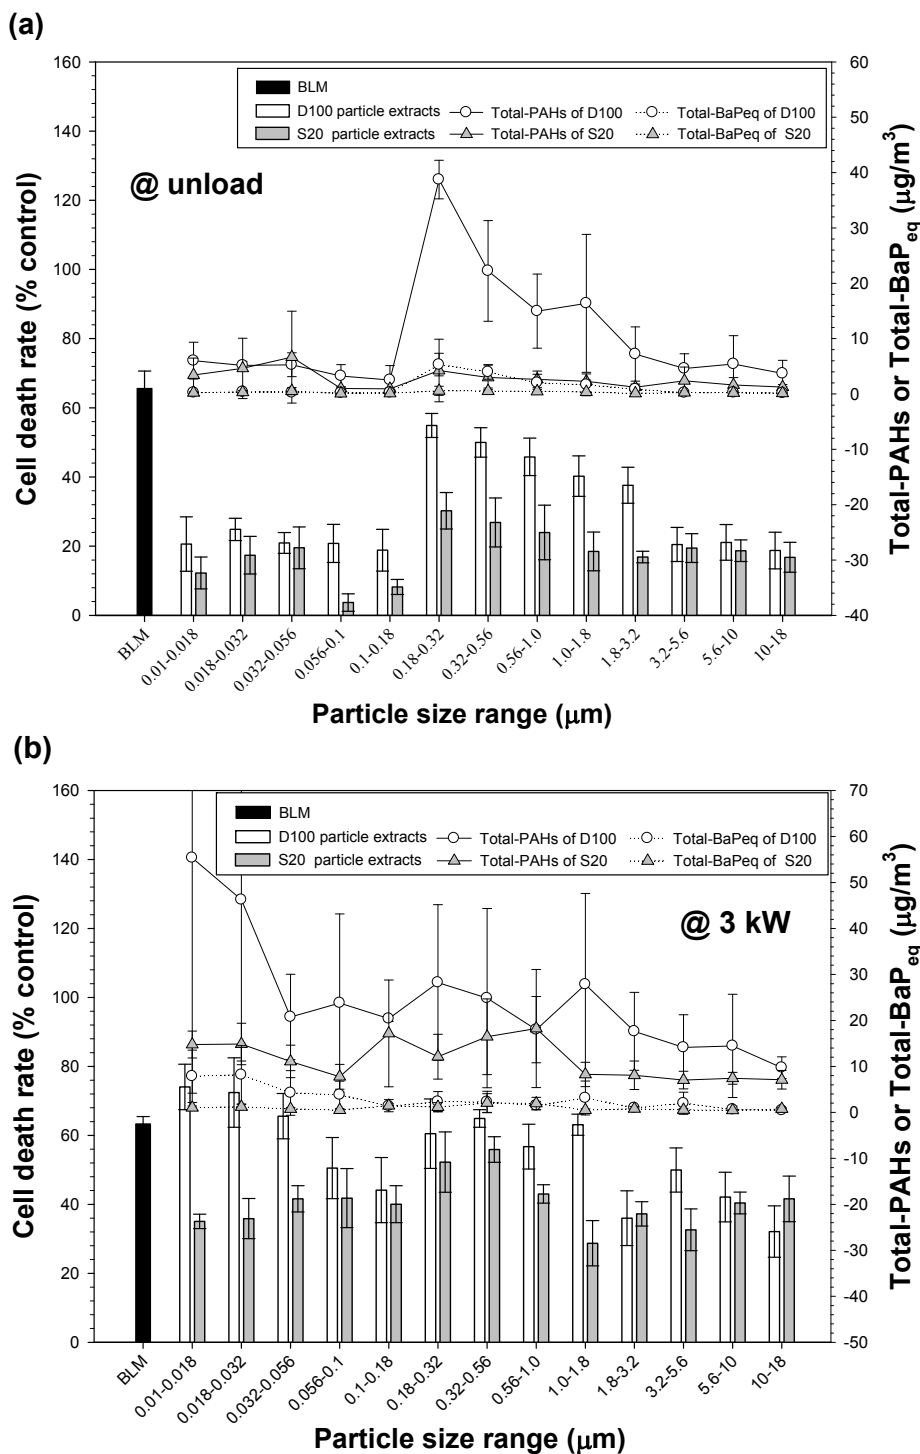 (a)
160
140
120
100
80
60
40
20
0
Cell death rate (% control)
BLM
D100 particle extracts
S20 particle extracts
Total-PAHs of D100
Total-PAHs of S20
Total-BaPeq of D100
Total-BaPeq of S20
@ unload
60
50
40
30
20
10
0
-10
-20
-30
-40
Total-PAHs or Total-BaPeq (μg/m3)
BLM
0.01-0.018
0.018-0.032
0.032-0.056
0.056-0.1
0.1-0.18
0.18-0.32
0.32-0.56
0.56-1.0
1.0-1.8
1.8-3.2
3.2-5.6
5.6-10
10-18
Particle size range (μm)
(b)
160
140
120
100
80
60
40
20
0
Cell death rate (% control)
BLM
D100 particle extracts
S20 particle extracts
Total-PAHs of D100
Total-PAHs of S20
Total-BaPeq of D100
Total-BaPeq of S20
@ 3 kW
70
60
50
40
30
20
10
0
-10
-20
-30
-40
-50
Total-PAHs or Total-BaPeq (μg/m3)
BLM
0.01-0.018
0.018-0.032
0.032-0.056
0.056-0.1
0.1-0.18
0.18-0.32
0.32-0.56
0.56-1.0
1.0-1.8
1.8-3.2
3.2-5.6
5.6-10
10-18
Particle size range (μm)